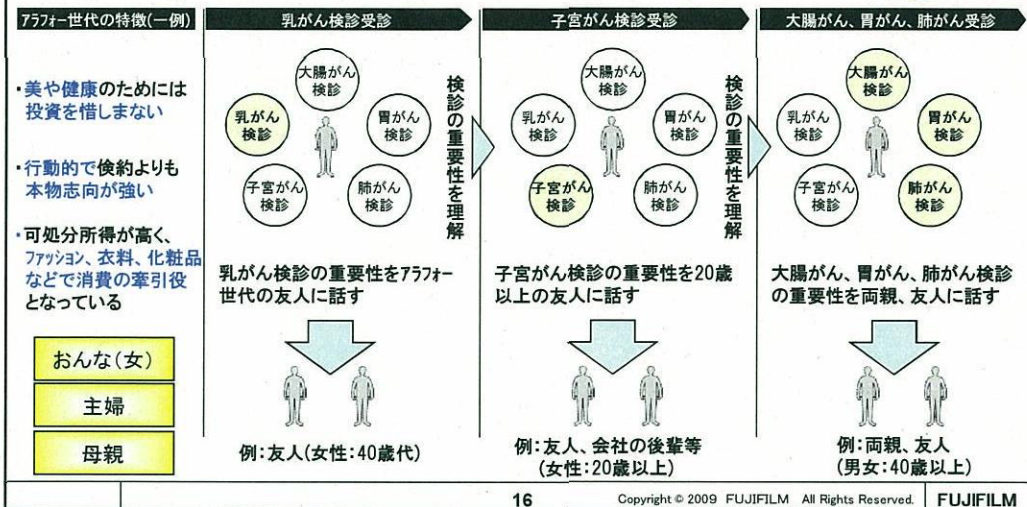 アラフォー世代の特徴(一例)
・美や健康のためには
投資を惜しまない
・行動的で倹約よりも
本物志向が強い
・可処分所得が高く、
ファッション、衣料、化粧品
などで消費の牽引役
となっている
おんな(女)
主婦
母親
乳がん検診受診
大腸がん
検診
乳がん
検診
胃がん
検診
子宮がん
検診
肺がん
検診
検診の重要性を理解
乳がん検診の重要性をアラフォー
世代の友人に話す
例:友人(女性:40歳代)
子宮がん検診受診
大腸がん
検診
乳がん
検診
胃がん
検診
子宮がん
検診
肺がん
検診
検診の重要性を理解
子宮がん検診の重要性を20歳
以上の友人に話す
例:友人、会社の後輩等
(女性:20歳以上)
大腸がん、胃がん、肺がん受診
大腸がん
検診
乳がん
検診
胃がん
検診
子宮がん
検診
肺がん
検診
大腸がん、胃がん、肺がん検診
の重要性を両親、友人に話す
例:両親、友人
(男女:40歳以上)
16
Copyright © 2009 FUJIFILM All Rights Reserved.
FUJIFILM